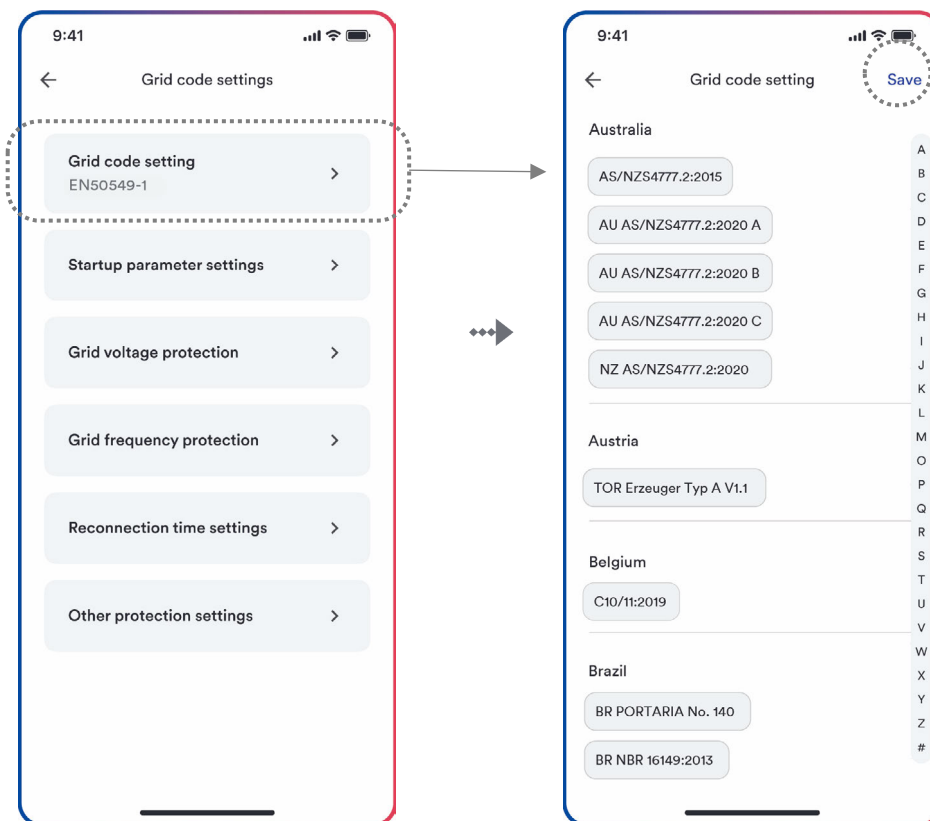 9:41
Grid code settings
Grid code setting
EN50549-1
Startup parameter settings
Grid voltage protection
Grid frequency protection
Reconnection time settings
Other protection settings
9:41
Grid code setting
Save
Australia
AS/NZS4777.2:2015
AU AS/NZS4777.2:2020 A
AU AS/NZS4777.2:2020 B
AU AS/NZS4777.2:2020 C
NZ AS/NZS4777.2:2020
Austria
TOR Erzeuger Typ A V1.1
Belgium
C10/11:2019
Brazil
BR PORTARIA No. 140
BR NBR 16149:2013
A
B
C
D
E
F
G
H
I
J
K
L
M
O
P
Q
R
S
T
U
V
W
X
Y
Z
#